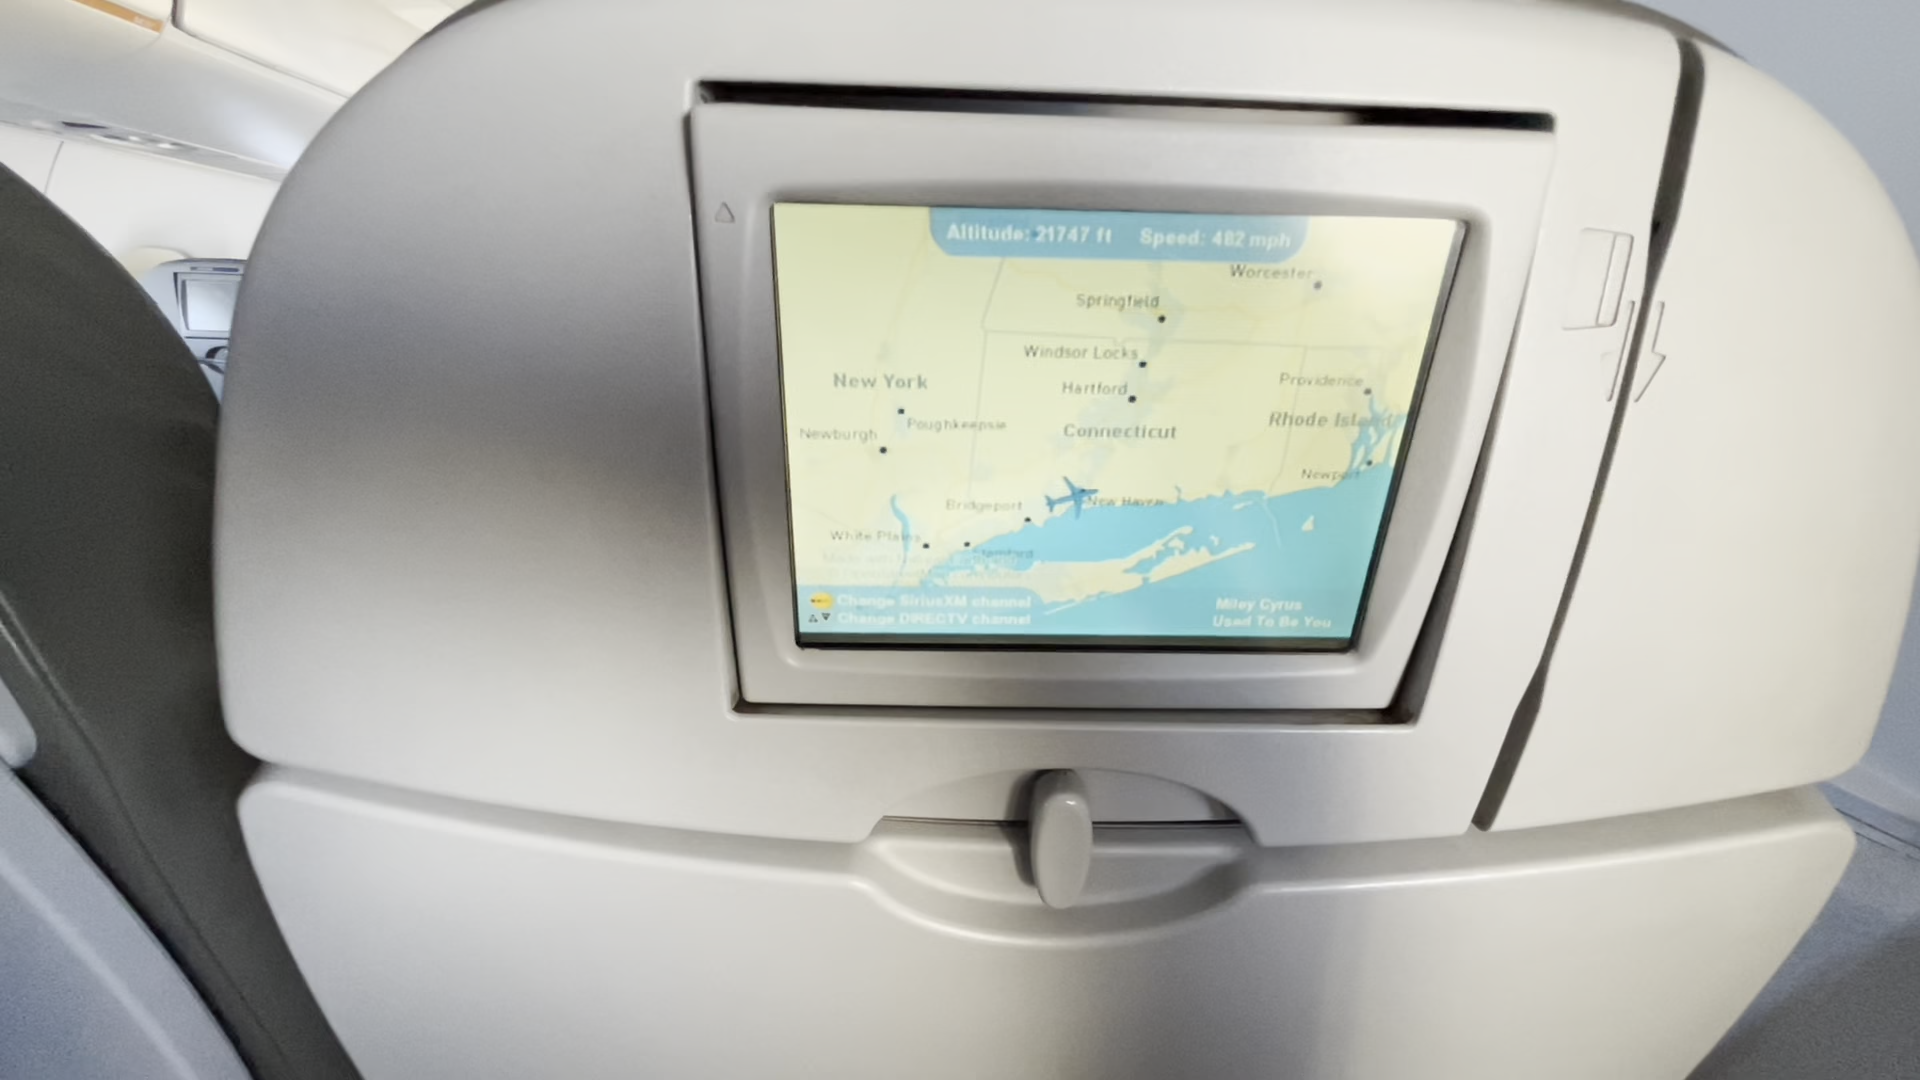 Altitude: 21747 ft Speed: 482 mph
Worcester
Springfield
Windsor Locks
New York
Hartford
Providence
Poughkeepsie
Rhode Island
Newburgh
Connecticut
Newport
Bridgeport
New Haven
White Plains
Stamford
Change SiriusXM channel
Miley Cyrus
Change DIRECTV channel
Used To Be You